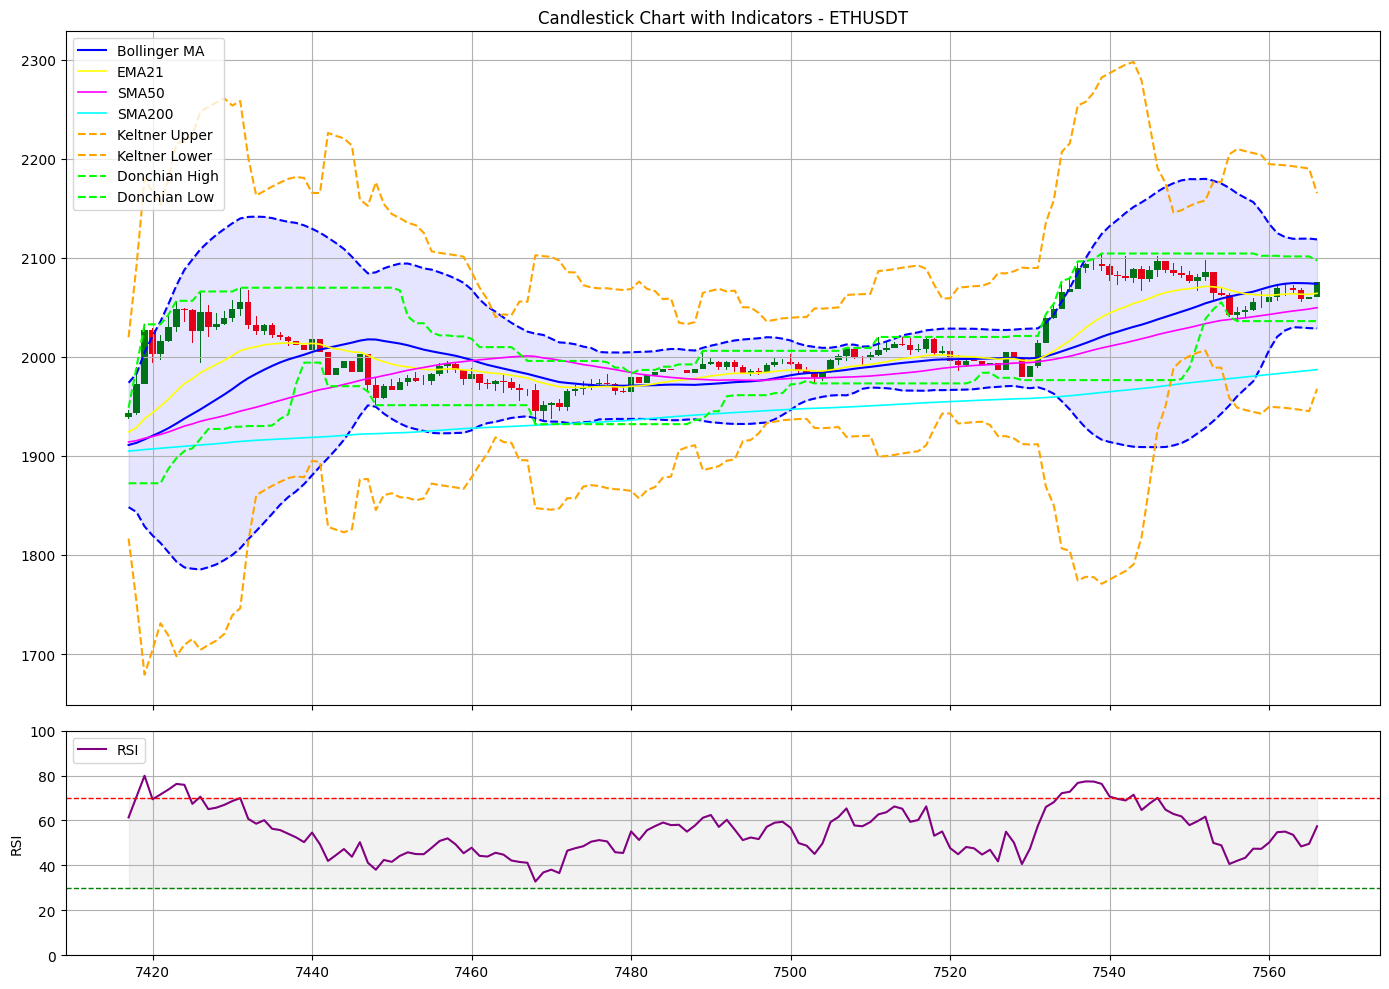 Candlestick Chart with Indicators - ETHUSDT
2300
2200
2100
2000
1900
1800
1700
Bollinger MA
EMA21
SMA50
SMA200
Keltner Upper
Keltner Lower
Donchian High
Donchian Low
100
80
60
40
20
0
RSI
RSI
7420 7440 7460 7480 7500 7520 7540 7560